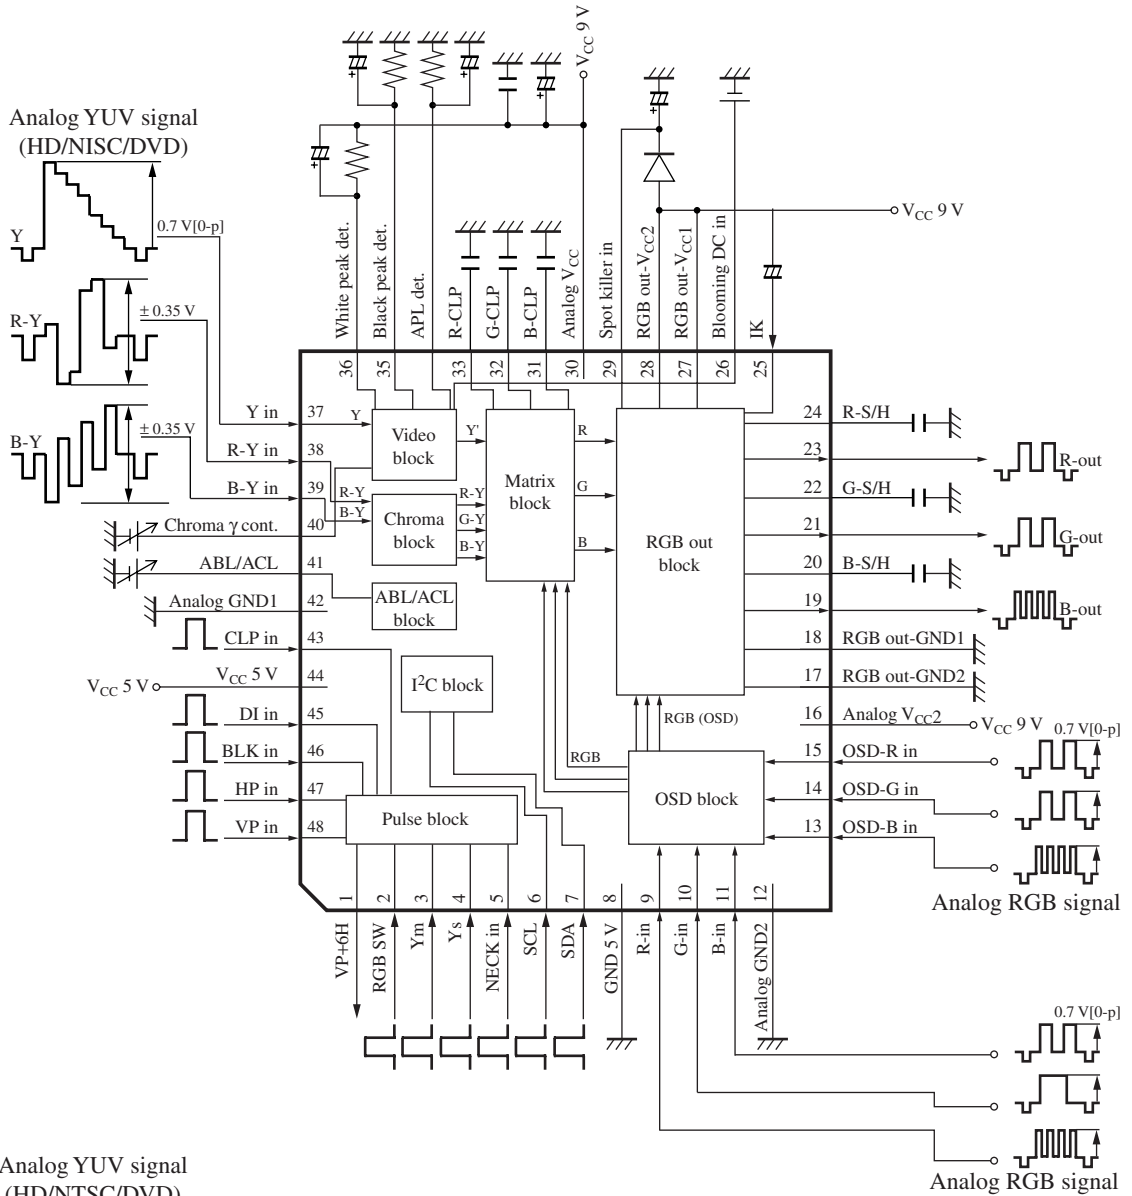 V_CC 9 V
Analog YUV signal
(HD/NISC/DVD)
Y
0.7 V[0-p]
R-Y
± 0.35 V
B-Y
± 0.35 V
White peak det.
Black peak det.
APL det.
R-CLP
G-CLP
B-CLP
Analog V_CC
Spot killer in
RGB out-V_CC2
RGB out-V_CC1
Blooming DC in
IK
V_CC 9 V
36
35
34
33
32
31
30
29
28
27
26
25
Y in
37
R-Y in
38
B-Y in
39
Chroma γ cont.
40
ABL/ACL
41
Analog GND1
42
CLP in
43
V_CC 5 V
V_CC 5 V
44
DI in
45
BLK in
46
HP in
47
VP in
48
Y
Video
block
Y'
R-Y
B-Y
Chroma
block
R-Y
G-Y
B-Y
Matrix
block
R
G
B
RGB out
block
ABL/ACL
block
I²C block
RGB (OSD)
RGB
OSD block
Pulse block
24 R-S/H
23
R-out
22 G-S/H
21
G-out
20 B-S/H
19
B-out
18 RGB out-GND1
17 RGB out-GND2
16 Analog V_CC2
V_CC 9 V
0.7 V[0-p]
15 OSD-R in
14 OSD-G in
13 OSD-B in
Analog RGB signal
1
2
3
4
5
6
7
8
9
10
11
12
VP+6H
RGB SW
Ym
Ys
NECK in
SCL
SDA
GND 5 V
R-in
G-in
B-in
Analog GND2
0.7 V[0-p]
Analog RGB signal
Analog YUV signal
(HD/NTSC/DVD)